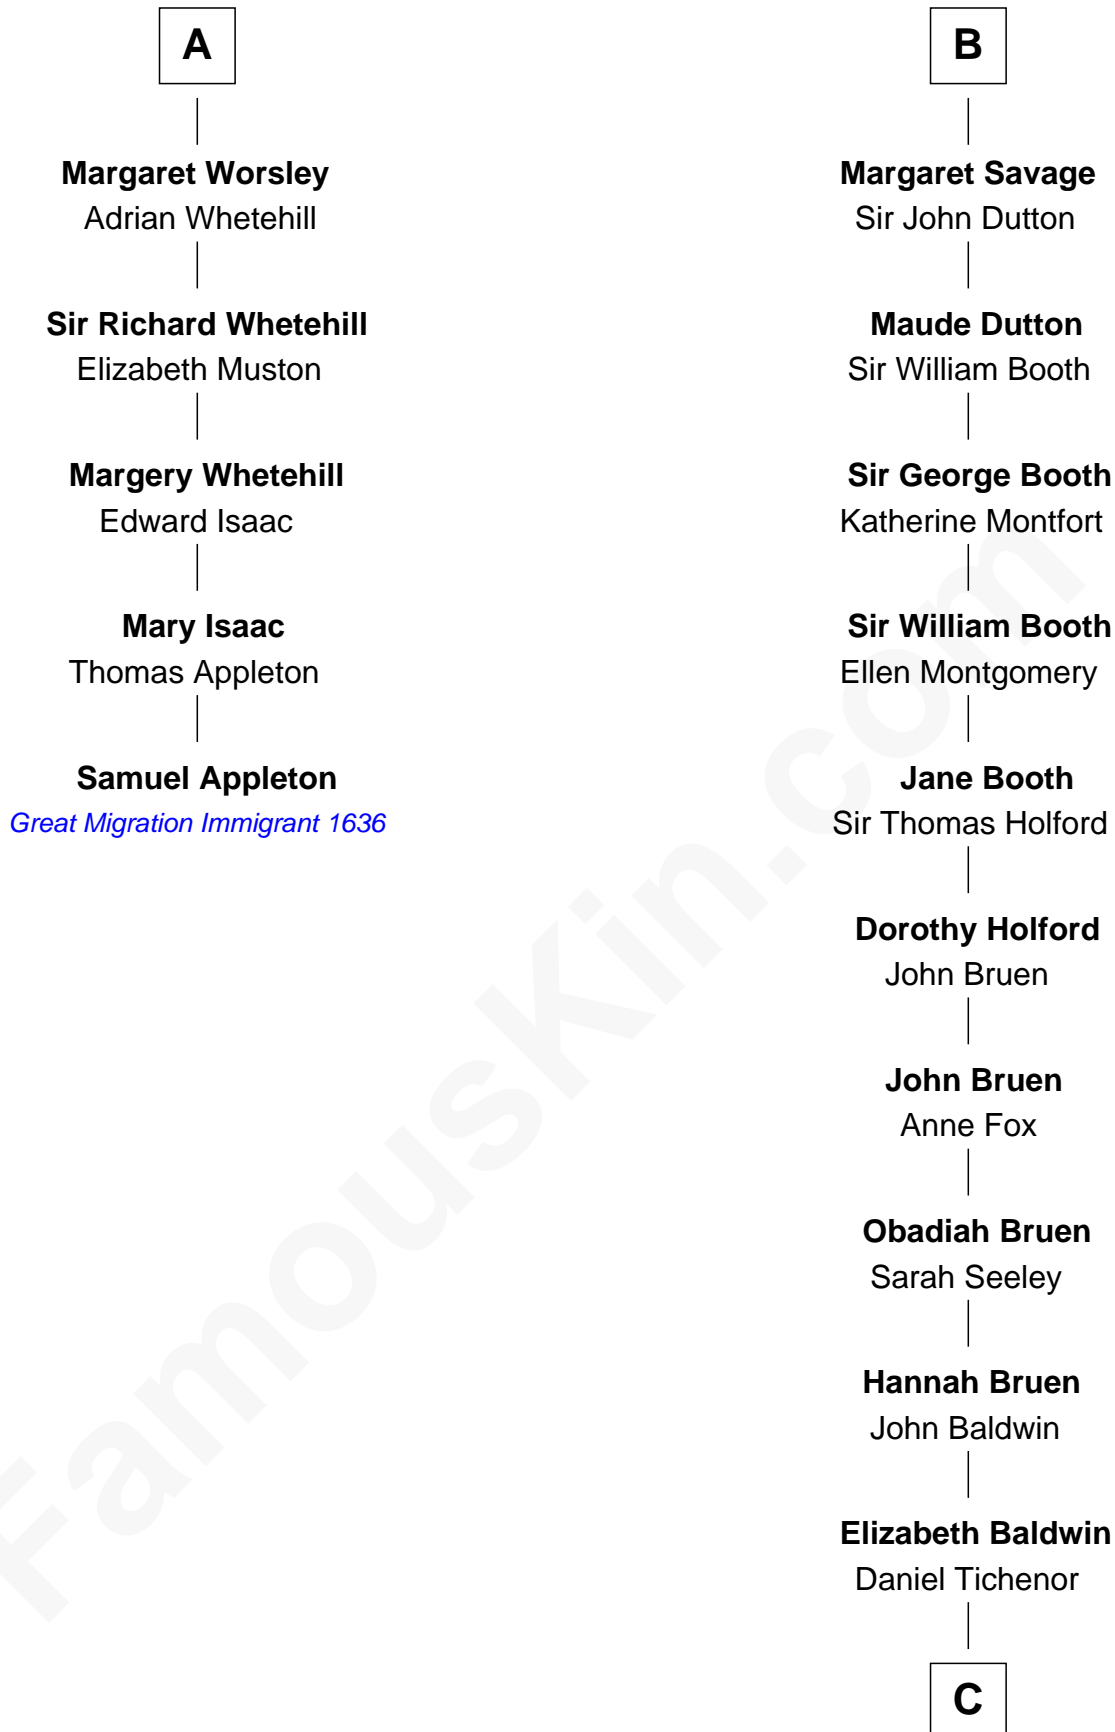 A
Margaret Worsley
Adrian Whetehill
Sir Richard Whetehill
Elizabeth Muston
Margery Whetehill
Edward Isaac
Mary Isaac
Thomas Appleton
Samuel Appleton
Great Migration Immigrant 1636
B
Margaret Savage
Sir John Dutton
Maude Dutton
Sir William Booth
Sir George Booth
Katherine Montfort
Sir William Booth
Ellen Montgomery
Jane Booth
Sir Thomas Holford
Dorothy Holford
John Bruen
John Bruen
Anne Fox
Obadiah Bruen
Sarah Seeley
Hannah Bruen
John Baldwin
Elizabeth Baldwin
Daniel Tichenor
C
FamousKin.com